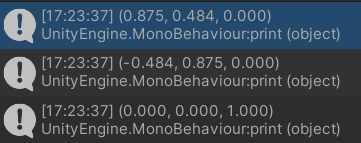 [17:23:37] (0.875, 0.484, 0.000)
UnityEngine.MonoBehaviour:print (object)
[17:23:37] (-0.484, 0.875, 0.000)
UnityEngine.MonoBehaviour:print (object)
[17:23:37] (0.000, 0.000, 1.000)
UnityEngine.MonoBehaviour:print (object)